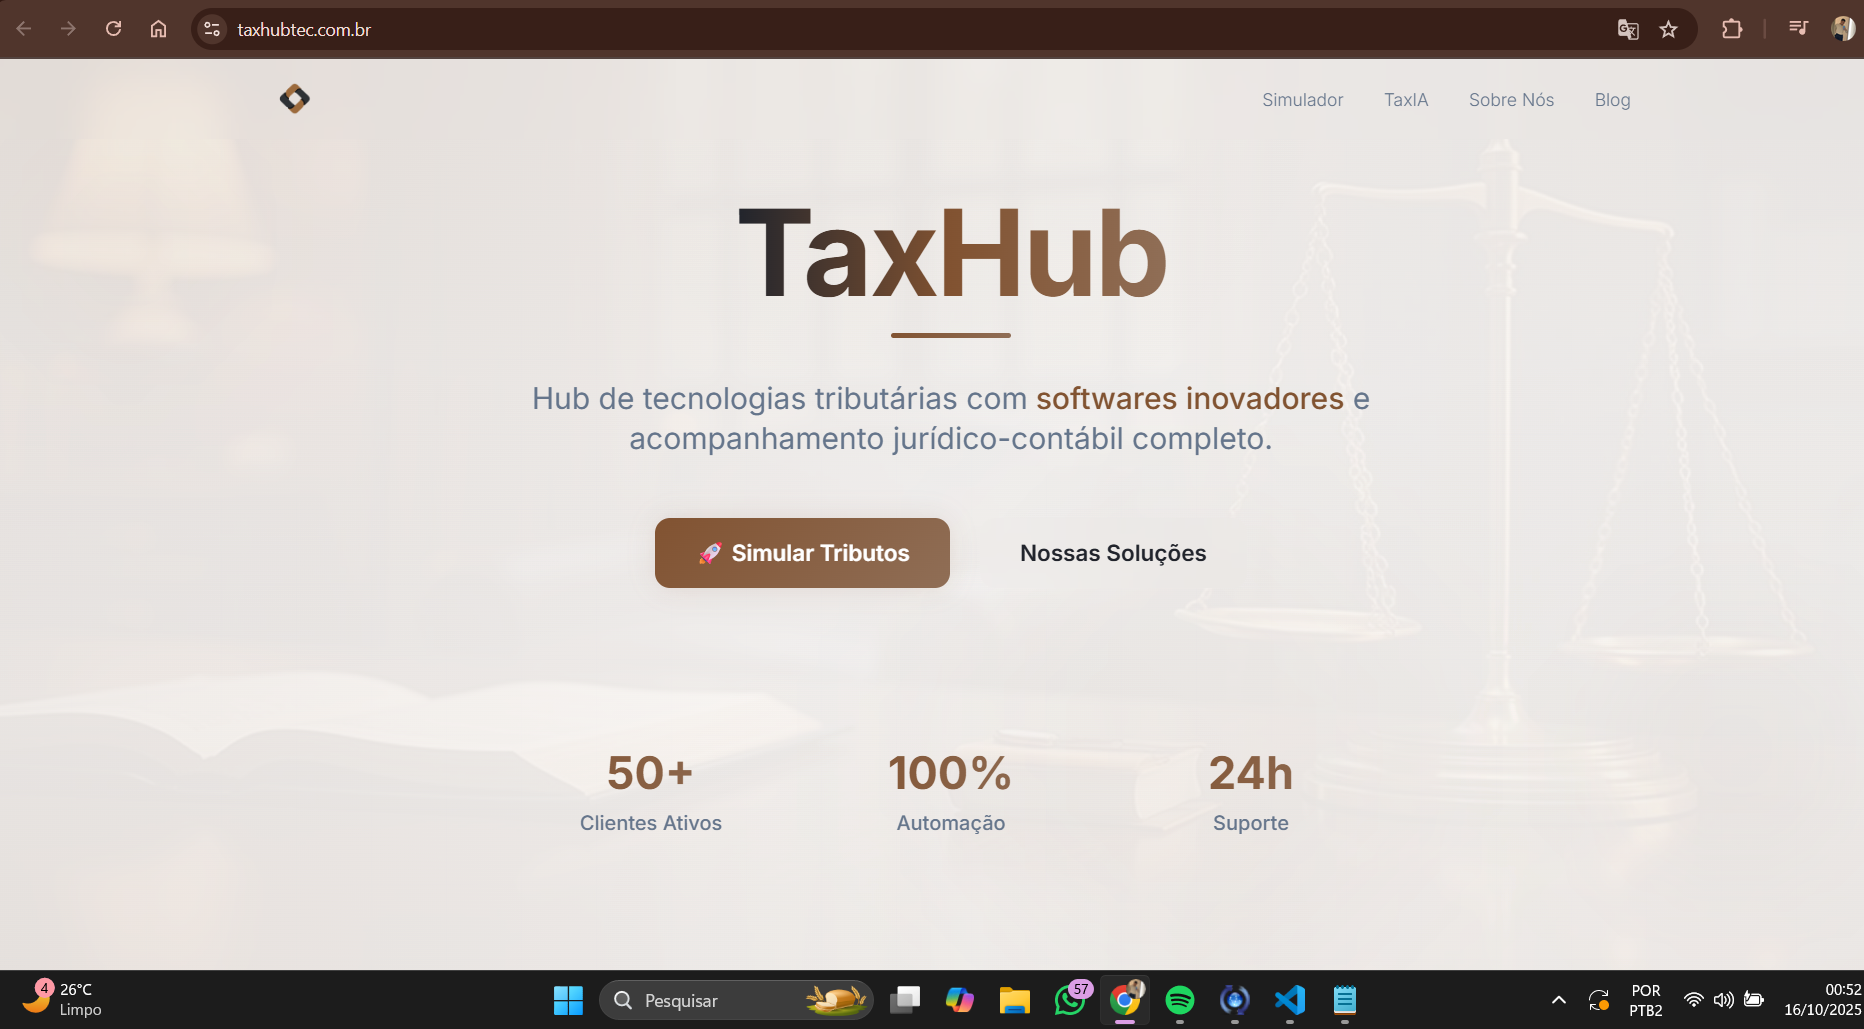 taxhubtec.com.br
Simulador TaxIA Sobre Nós Blog
TaxHub
Hub de tecnologias tributárias com softwares inovadores e
acompanhamento jurídico-contábil completo.
🚀 Simular Tributos
Nossas Soluções
50+
Clientes Ativos
100%
Automação
24h
Suporte
4
26°C
Limpo
Pesquisar
57
POR
PTB2
00:52
16/10/2025